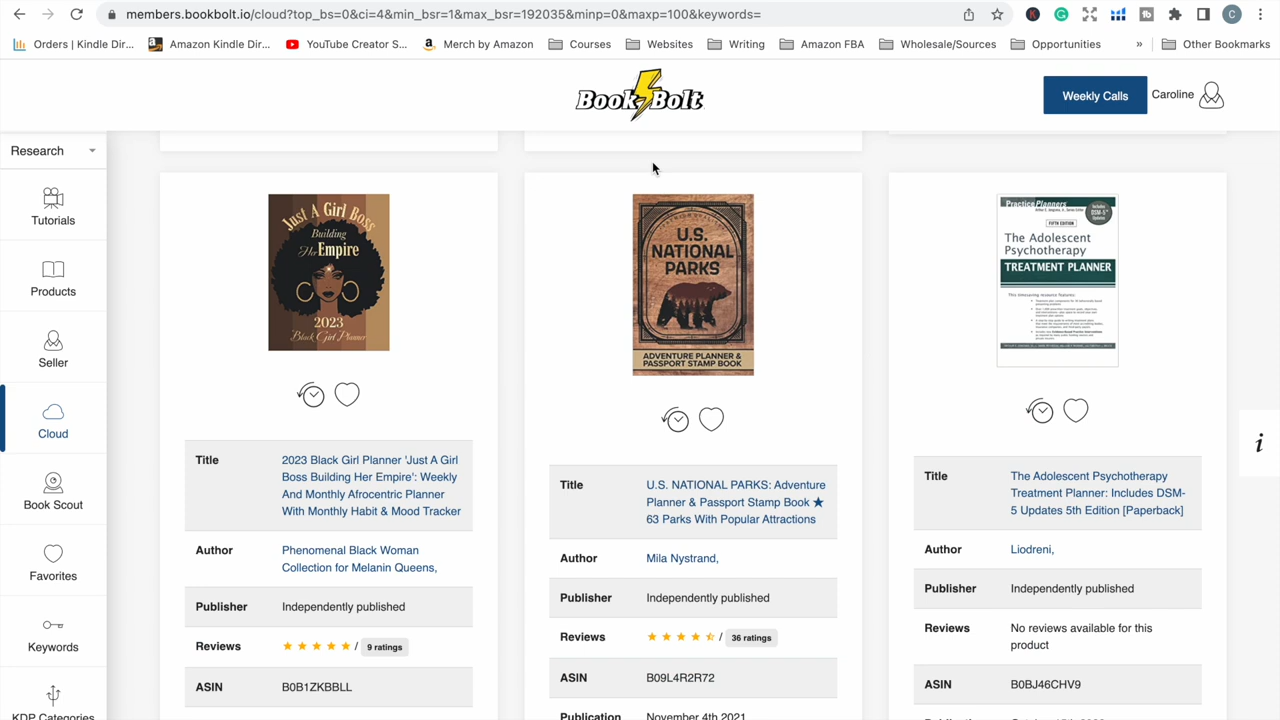 members.bookbolt.io/cloud?top_bs=0&ci=4&min_bsr=1&max_bsr=192035&minp=0&maxp=100&keywords=
Orders | Kindle Dir...
Amazon Kindle Dir...
YouTube Creator S...
Merch by Amazon
Courses
Websites
Writing
Amazon FBA
Wholesale/Sources
Opportunities
»
Other Bookmarks
K
G
C
Book Bolt
Weekly Calls
Caroline
Research
Tutorials
Products
Seller
Cloud
Book Scout
Favorites
Keywords
KDP Categories
i
Just A Girl Boss
Building
Her Empire
2023
Black Girl Planner
Title
2023 Black Girl Planner 'Just A Girl
Boss Building Her Empire': Weekly
And Monthly Afrocentric Planner
With Monthly Habit & Mood Tracker
Author
Phenomenal Black Woman
Collection for Melanin Queens,
Publisher
Independently published
Reviews
/ 9 ratings
ASIN
B0B1ZKBBLL
U.S.
NATIONAL
PARKS
ADVENTURE PLANNER &
PASSPORT STAMP BOOK
Title
U.S. NATIONAL PARKS: Adventure
Planner & Passport Stamp Book ★
63 Parks With Popular Attractions
Author
Mila Nystrand,
Publisher
Independently published
Reviews
/ 36 ratings
ASIN
B09L4R2R72
Publication
November 4th 2021
PracticePlanners
Includes
DSM-5
Updates
FIFTH EDITION
The Adolescent
Psychotherapy
TREATMENT PLANNER
Title
The Adolescent Psychotherapy
Treatment Planner: Includes DSM-
5 Updates 5th Edition [Paperback]
Author
Liodreni,
Publisher
Independently published
Reviews
No reviews available for this
product
ASIN
B0BJ46CHV9